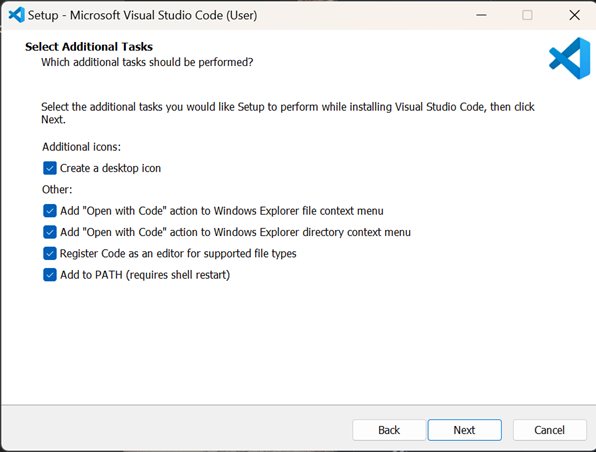 Setup - Microsoft Visual Studio Code (User)
Select Additional Tasks
Which additional tasks should be performed?
Select the additional tasks you would like Setup to perform while installing Visual Studio Code, then click
Next.
Additional icons:
Create a desktop icon
Other:
Add "Open with Code" action to Windows Explorer file context menu
Add "Open with Code" action to Windows Explorer directory context menu
Register Code as an editor for supported file types
Add to PATH (requires shell restart)
Back Next Cancel